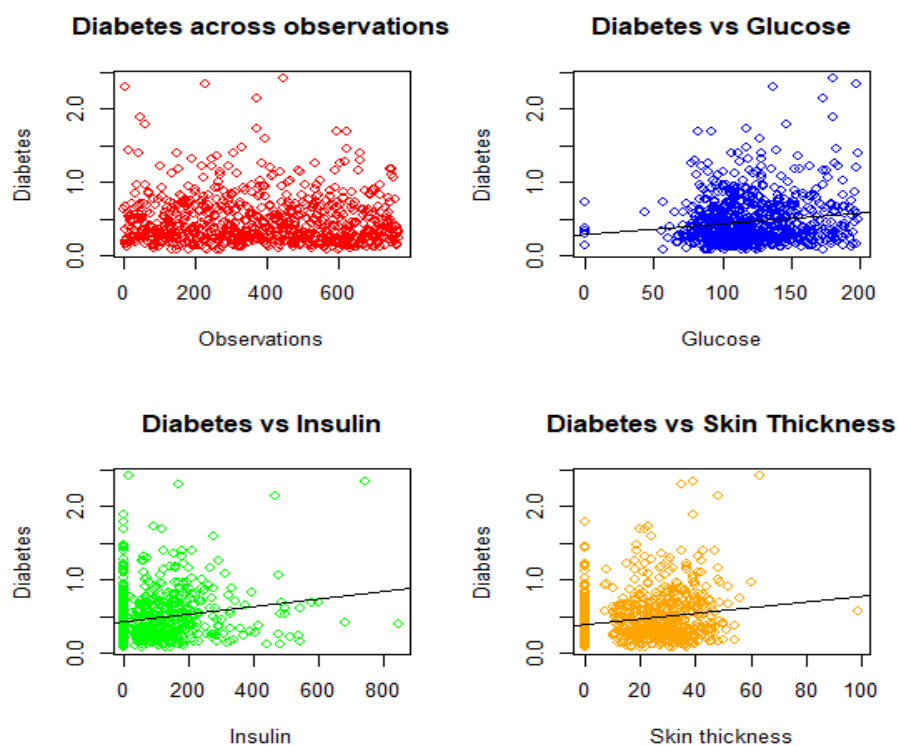 Diabetes across observations
Diabetes
0.0 1.0 2.0
0 200 400 600
Observations
Diabetes vs Glucose
Diabetes
0.0 1.0 2.0
0 50 100 150 200
Glucose
Diabetes vs Insulin
Diabetes
0.0 1.0 2.0
0 200 400 600 800
Insulin
Diabetes vs Skin Thickness
Diabetes
0.0 1.0 2.0
0 20 40 60 80 100
Skin thickness